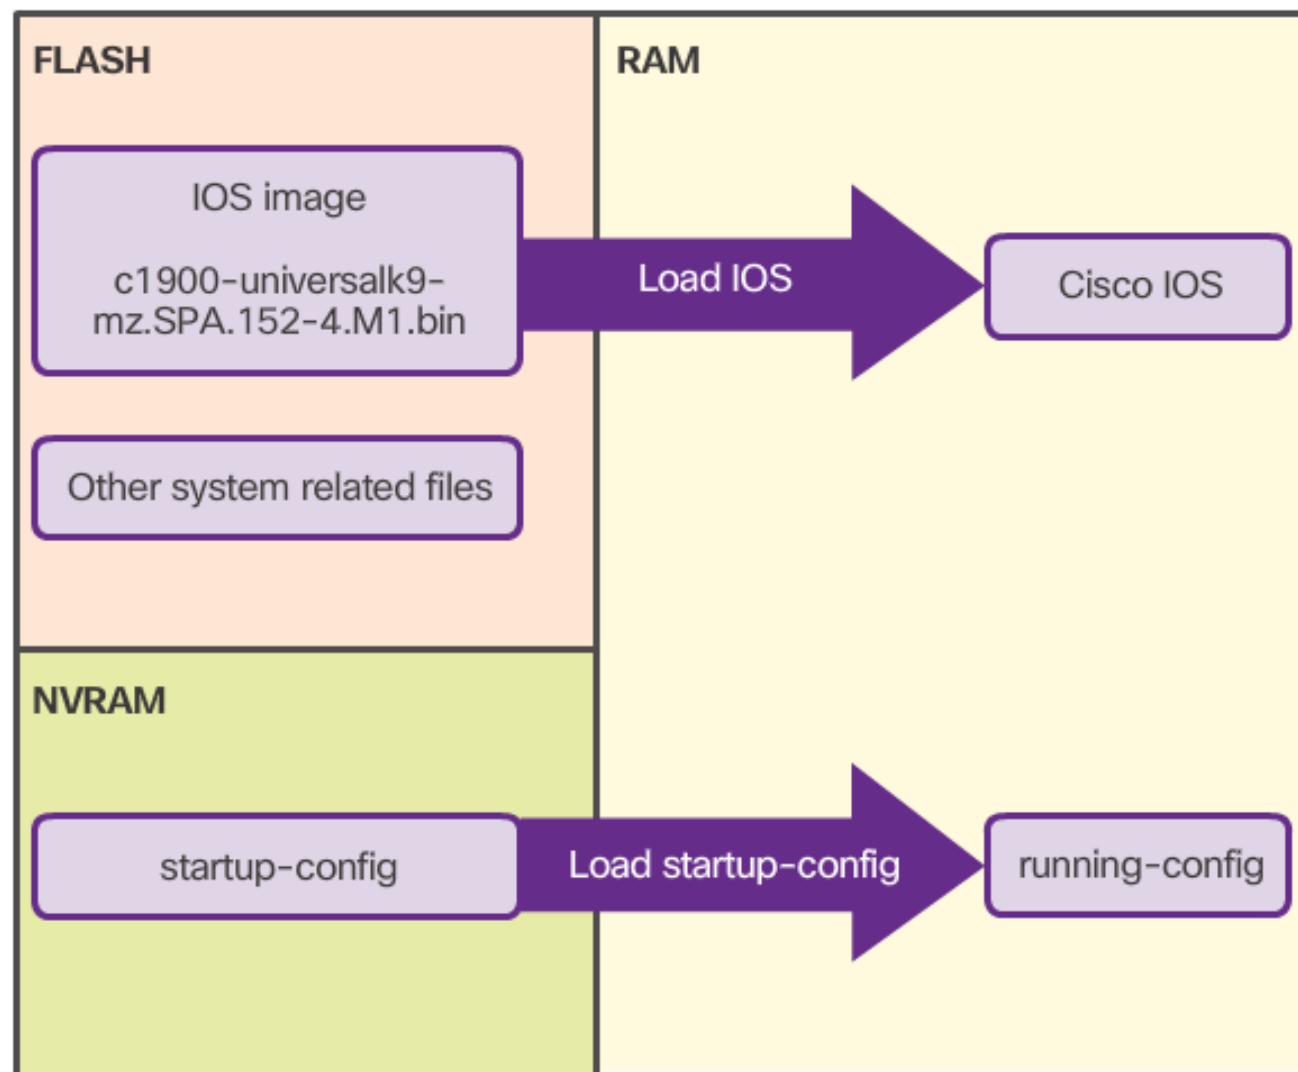 FLASH
RAM
IOS image
c1900-universalk9-
mz.SPA.152-4.M1.bin
Load IOS
Cisco IOS
Other system related files
NVRAM
startup-config
Load startup-config
running-config